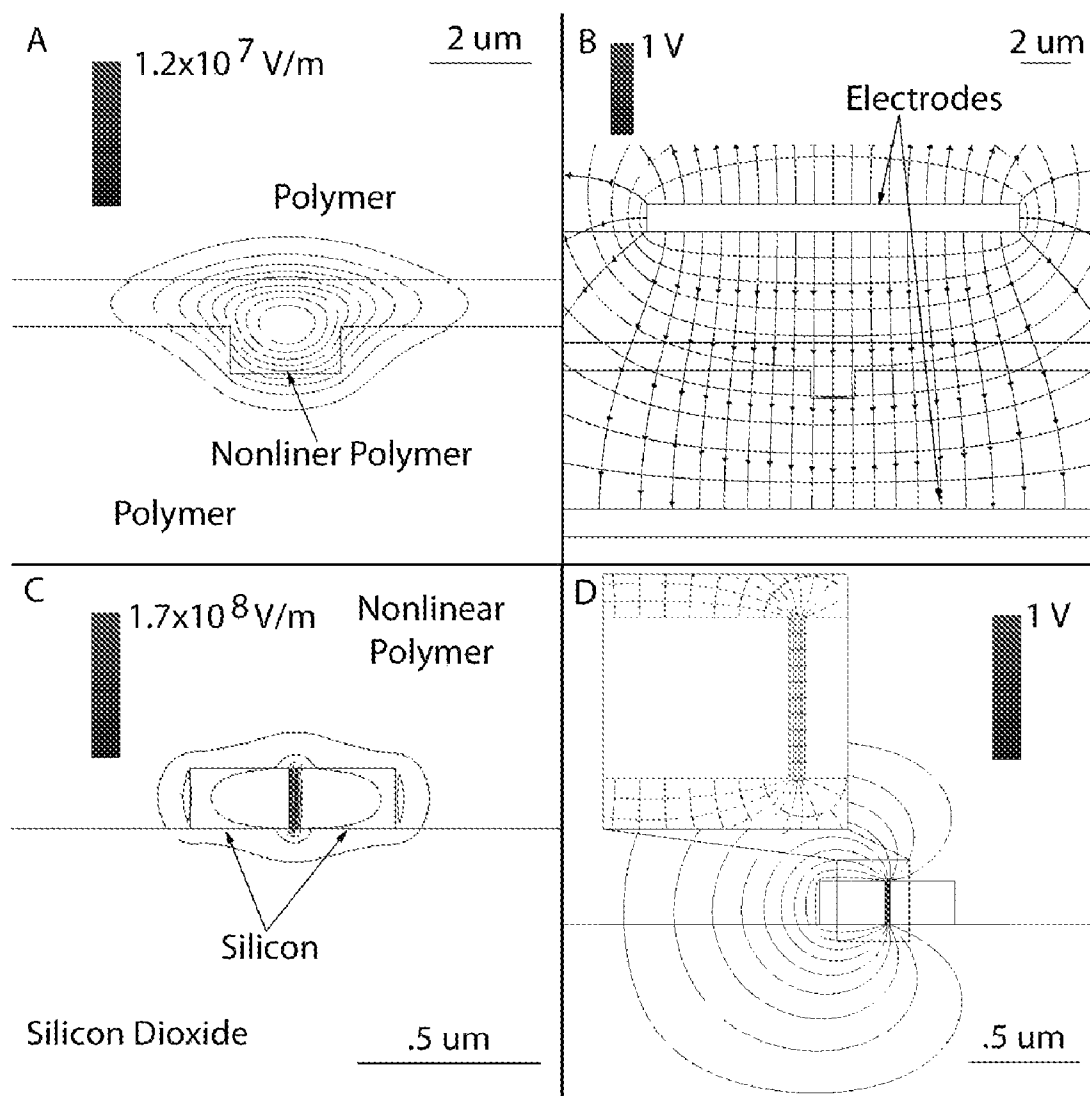 A
1.2x10 7 V/m
2 um
Polymer
Nonliner Polymer
Polymer
B
1 V
2 um
Electrodes
C
1.7x10 8 V/m
Nonlinear
Polymer
Silicon
Silicon Dioxide
.5 um
D
1 V
.5 um